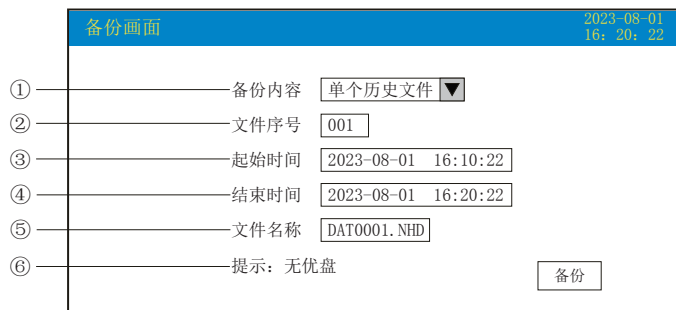 备份画面
2023-08-01
16: 20: 22
① 备份内容 单个历史文件▼
② 文件序号 001
③ 起始时间 2023-08-01 16:10:22
④ 结束时间 2023-08-01 16:20:22
⑤ 文件名称 DAT0001.NHD
⑥ 提示：无优盘
备份